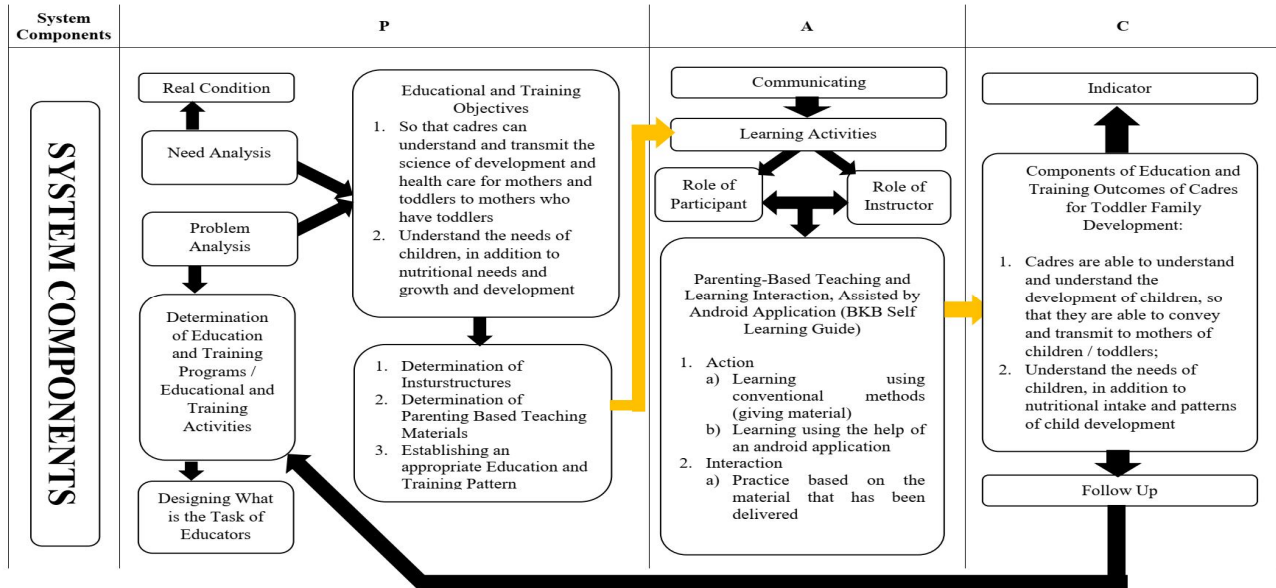 System
Components
P
A
C
SYSTEM COMPONENTS
Real Condition
Need Analysis
Problem
Analysis
Determination
of Education
and Training
Programs /
Educational and
Training
Activities
Designing What
is the Task of
Educators
Educational and Training
Objectives
1. So that cadres can
understand and transmit the
science of development and
health care for mothers and
toddlers to mothers who
have toddlers
2. Understand the needs of
children, in addition to
nutritional needs and
growth and development
1. Determination of
Insturstructures
2. Determination of
Parenting Based Teaching
Materials
3. Establishing an
appropriate Education and
Training Pattern
Communicating
Learning Activities
Role of
Participant
Role of
Instructor
Parenting-Based Teaching and
Learning Interaction, Assisted by
Android Application (BKB Self
Learning Guide)
1. Action
a) Learning using
conventional methods
(giving material)
b) Learning using the help of
an android application
2. Interaction
a) Practice based on the
material that has been
delivered
Indicator
Components of Education and
Training Outcomes of Cadres
for Toddler Family
Development:
1. Cadres are able to understand
and understand the
development of children, so
that they are able to convey
and transmit to mothers of
children / toddlers;
2. Understand the needs of
children, in addition to
nutritional intake and patterns
of child development
Follow Up